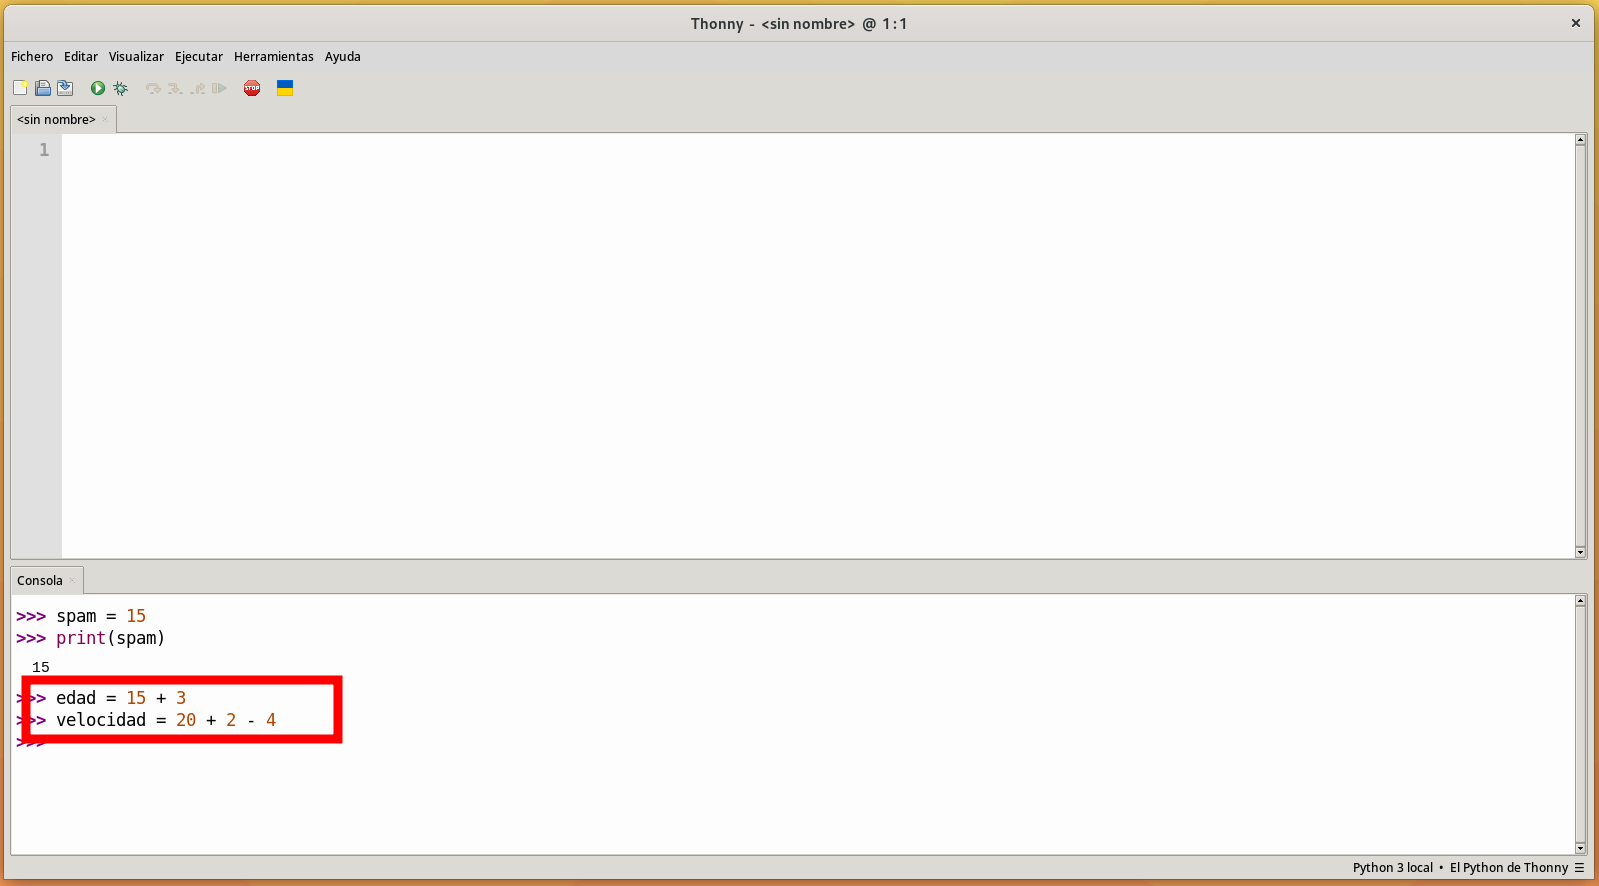 Thonny - <sin nombre> @ 1:1
Fichero Editar Visualizar Ejecutar Herramientas Ayuda
STOP
<sin nombre>
1
Consola
>>> spam = 15
>>> print(spam)
15
>>> edad = 15 + 3
>>> velocidad = 20 + 2 - 4
>>>
Python 3 local • El Python de Thonny ☰